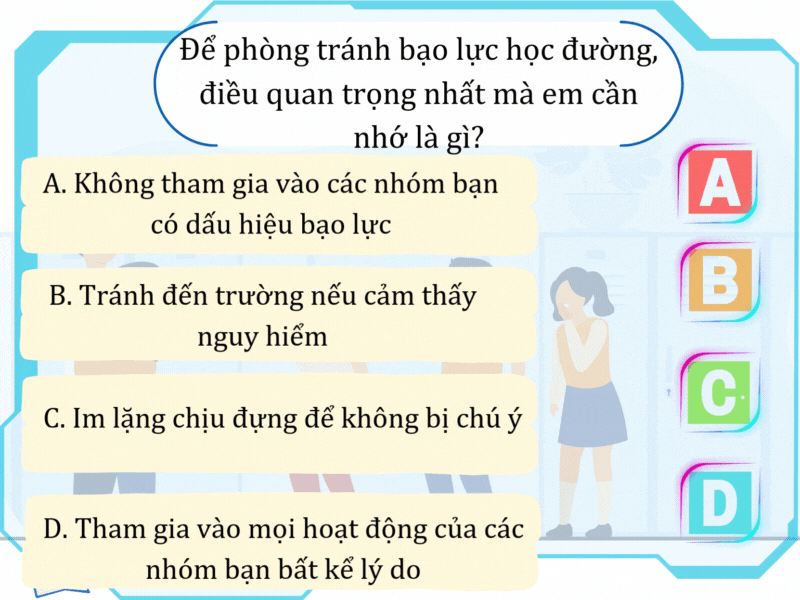 Để phòng tránh bạo lực học đường,
điều quan trọng nhất mà em cần
nhớ là gì?
A. Không tham gia vào các nhóm bạn
có dấu hiệu bạo lực
B. Tránh đến trường nếu cảm thấy
nguy hiểm
C. Im lặng chịu đựng để không bị chú ý
D. Tham gia vào mọi hoạt động của các
nhóm bạn bất kể lý do
A
B
C
D